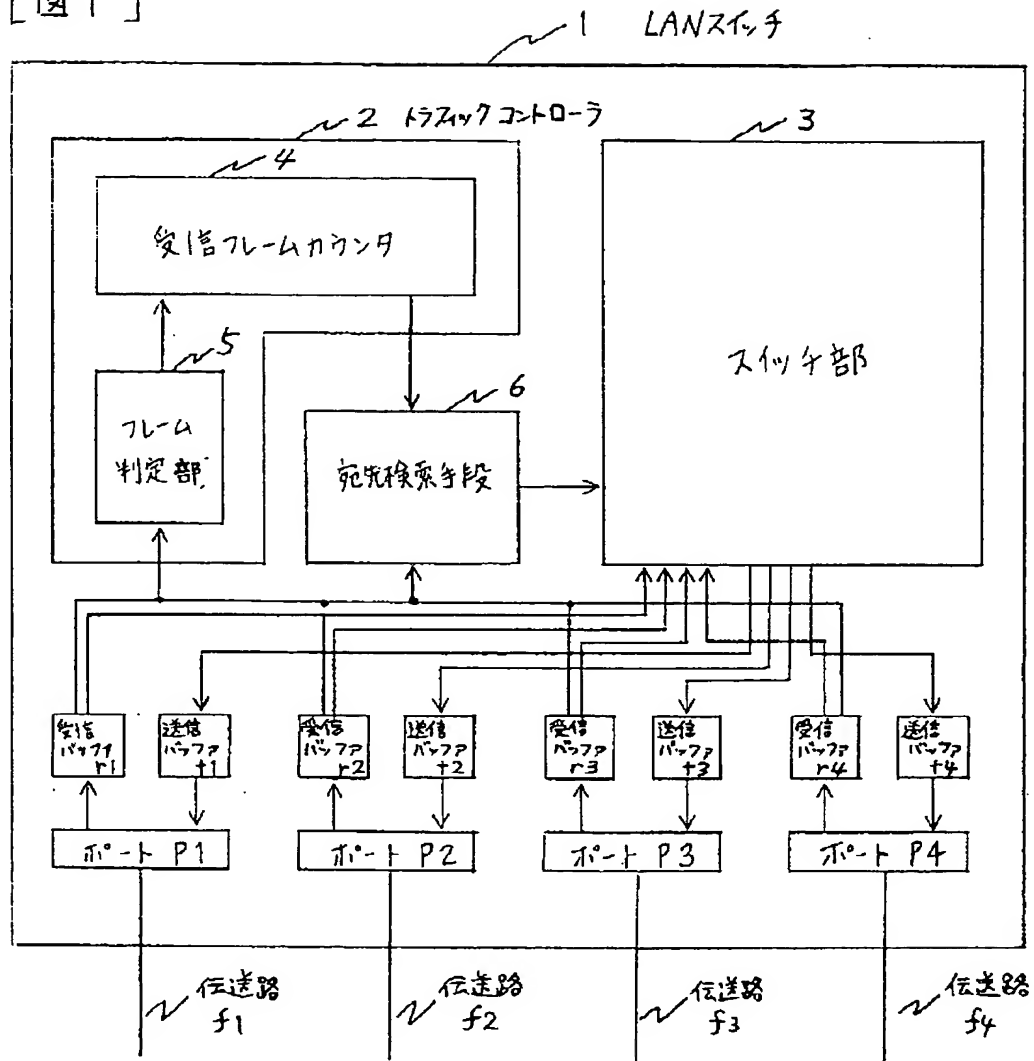 [図1]
1 LANスイッチ
2 トラフィックコントローラ
3
4
受信フレームカウンタ
5
フレーム
判定部
6
宛先検索手段
スイッチ部
受信
バッファ
r1
送信
バッファ
t1
受信
バッファ
r2
送信
バッファ
t2
受信
バッファ
r3
送信
バッファ
t3
受信
バッファ
r4
送信
バッファ
t4
ポート P1
ポート P2
ポート P3
ポート P4
伝送路
f1
伝送路
f2
伝送路
f3
伝送路
f4